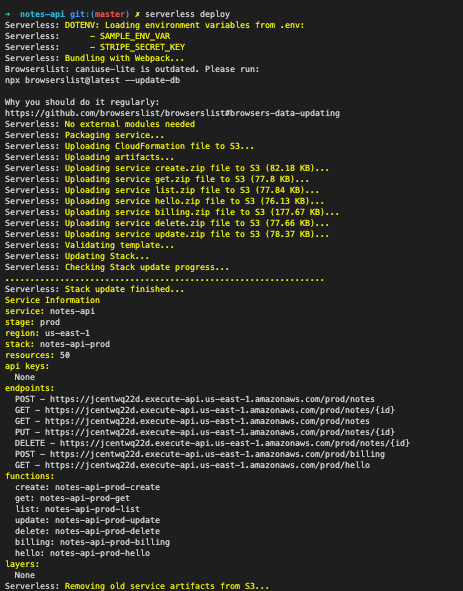 ➜ notes-api git:(master) ✗ serverless deploy
Serverless: DOTENV: Loading environment variables from .env:
Serverless:      - SAMPLE_ENV_VAR
Serverless:      - STRIPE_SECRET_KEY
Serverless: Bundling with Webpack...
Browserslist: caniuse-lite is outdated. Please run:
npx browserslist@latest --update-db

Why you should do it regularly:
https://github.com/browserslist/browserslist#browsers-data-updating
Serverless: No external modules needed
Serverless: Packaging service...
Serverless: Uploading CloudFormation file to S3...
Serverless: Uploading artifacts...
Serverless: Uploading service create.zip file to S3 (82.18 KB)...
Serverless: Uploading service get.zip file to S3 (77.8 KB)...
Serverless: Uploading service list.zip file to S3 (77.84 KB)...
Serverless: Uploading service hello.zip file to S3 (76.13 KB)...
Serverless: Uploading service billing.zip file to S3 (177.67 KB)...
Serverless: Uploading service delete.zip file to S3 (77.66 KB)...
Serverless: Uploading service update.zip file to S3 (78.37 KB)...
Serverless: Validating template...
Serverless: Updating Stack...
Serverless: Checking Stack update progress...
................................................................
Serverless: Stack update finished...
Service Information
service: notes-api
stage: prod
region: us-east-1
stack: notes-api-prod
resources: 50
api keys:
  None
endpoints:
  POST - https://jcentwq22d.execute-api.us-east-1.amazonaws.com/prod/notes
  GET - https://jcentwq22d.execute-api.us-east-1.amazonaws.com/prod/notes/{id}
  GET - https://jcentwq22d.execute-api.us-east-1.amazonaws.com/prod/notes
  PUT - https://jcentwq22d.execute-api.us-east-1.amazonaws.com/prod/notes/{id}
  DELETE - https://jcentwq22d.execute-api.us-east-1.amazonaws.com/prod/notes/{id}
  POST - https://jcentwq22d.execute-api.us-east-1.amazonaws.com/prod/billing
  GET - https://jcentwq22d.execute-api.us-east-1.amazonaws.com/prod/hello
functions:
  create: notes-api-prod-create
  get: notes-api-prod-get
  list: notes-api-prod-list
  update: notes-api-prod-update
  delete: notes-api-prod-delete
  billing: notes-api-prod-billing
  hello: notes-api-prod-hello
layers:
  None
Serverless: Removing old service artifacts from S3...